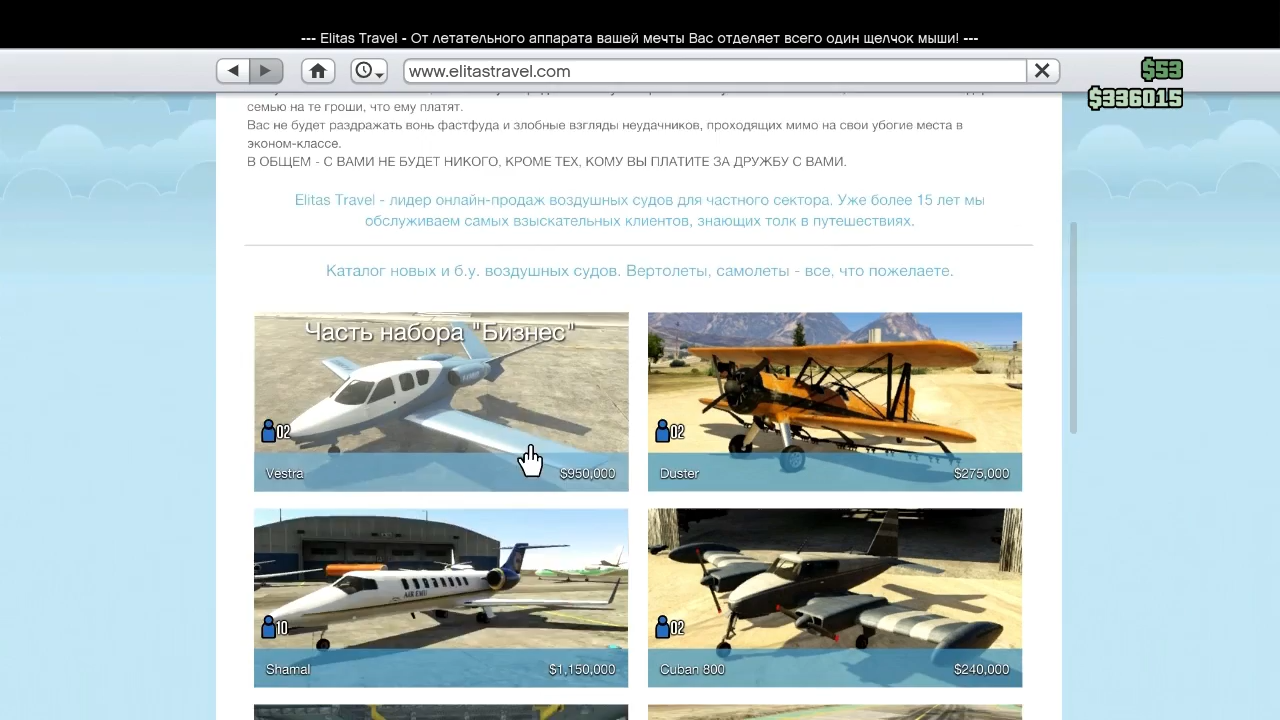 --- Elitas Travel - От летательного аппарата вашей мечты Вас отделяет всего один щелчок мыши! ---
www.elitastravel.com
$53
$336015
семью на те гроши, что ему платят.
Вас не будет раздражать вонь фастфуда и злобные взгляды неудачников, проходящих мимо на свои убогие места в
эконом-классе.
В ОБЩЕМ - С ВАМИ НЕ БУДЕТ НИКОГО, КРОМЕ ТЕХ, КОМУ ВЫ ПЛАТИТЕ ЗА ДРУЖБУ С ВАМИ.
Elitas Travel - лидер онлайн-продаж воздушных судов для частного сектора. Уже более 15 лет мы
обслуживаем самых взыскательных клиентов, знающих толк в путешествиях.
Каталог новых и б.у. воздушных судов. Вертолеты, самолеты - все, что пожелаете.
Часть набора "Бизнес"
02
Vestra $950,000
02
Duster $275,000
AIR EMU
10
Shamal $1,150,000
02
Cuban 800 $240,000